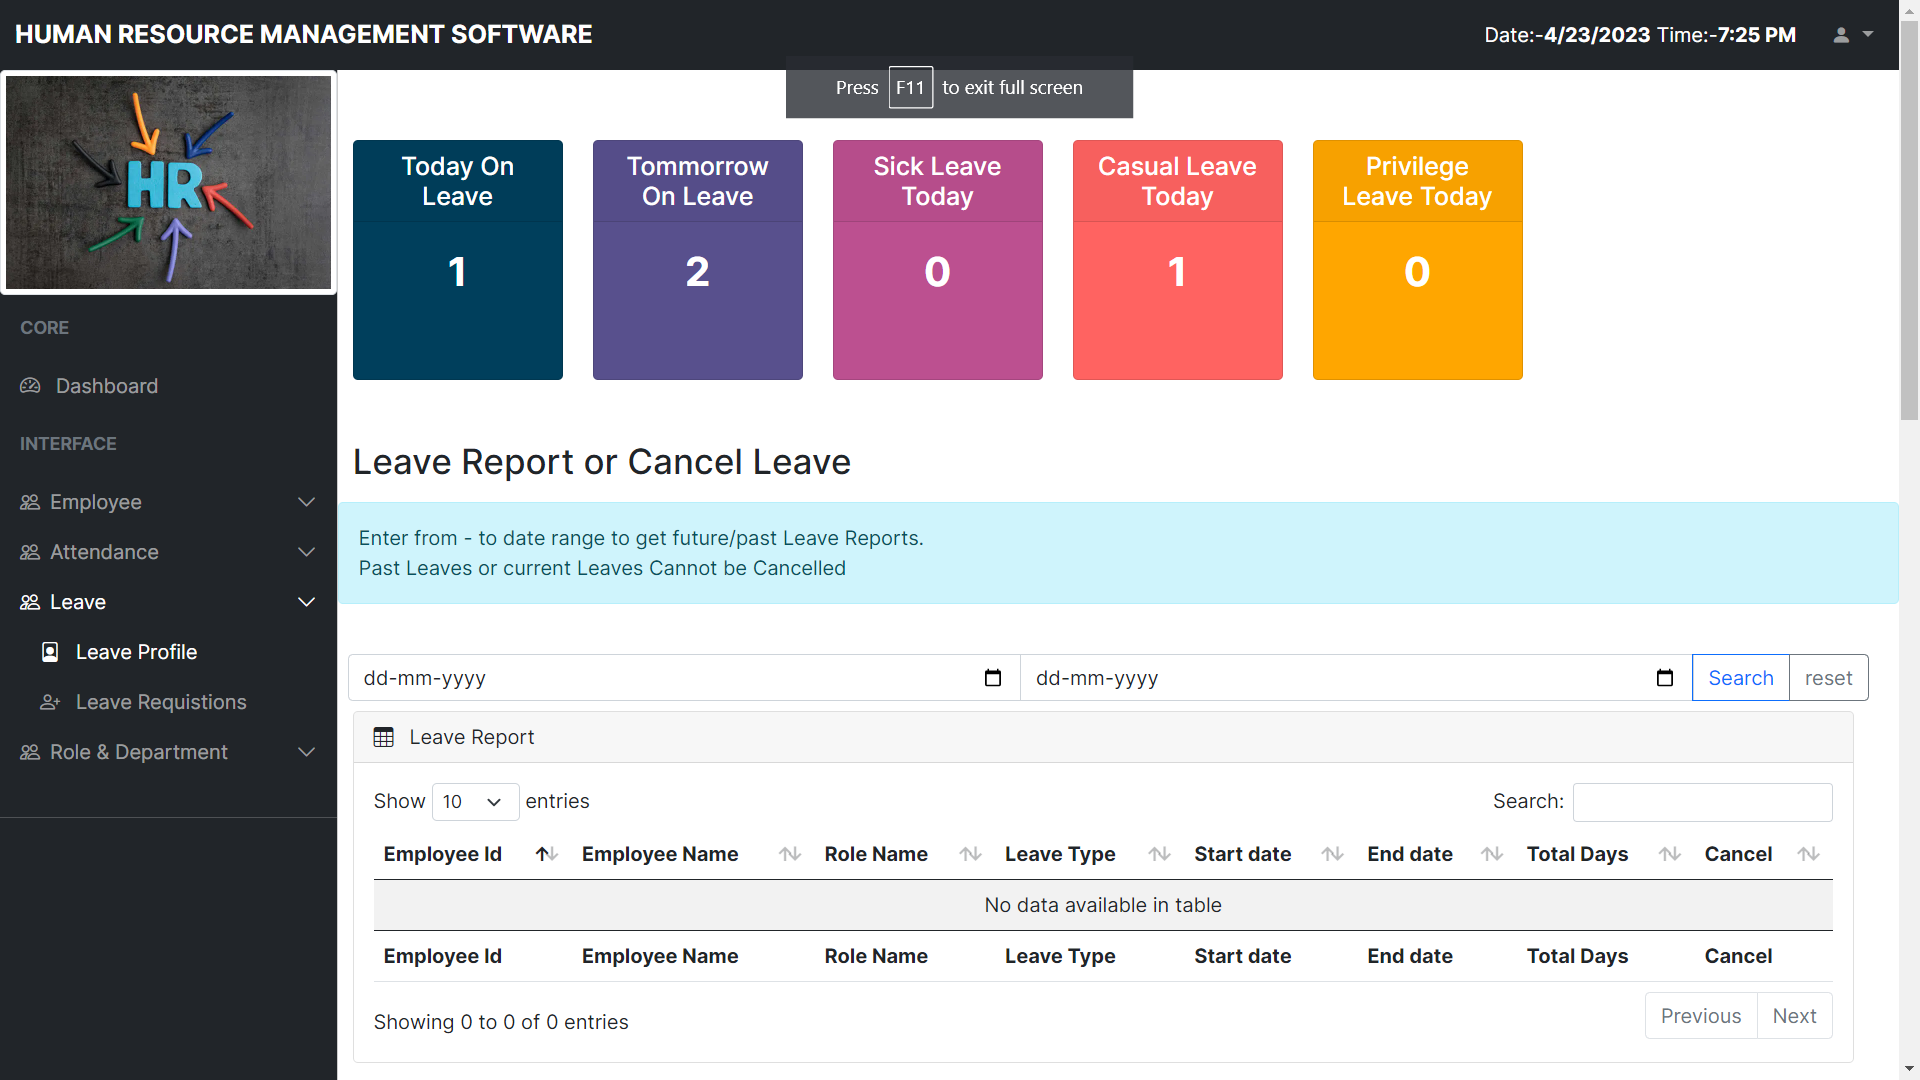 HUMAN RESOURCE MANAGEMENT SOFTWARE
Date:-4/23/2023 Time:-7:25 PM
Press F11 to exit full screen
HR
CORE
Dashboard
INTERFACE
Employee
Attendance
Leave
Leave Profile
Leave Requistions
Role & Department
Today On
Leave
1
Tommorrow
On Leave
2
Sick Leave
Today
0
Casual Leave
Today
1
Privilege
Leave Today
0
Leave Report or Cancel Leave
Enter from - to date range to get future/past Leave Reports.
Past Leaves or current Leaves Cannot be Cancelled
dd-mm-yyyy dd-mm-yyyy Search reset
Leave Report
Show 10 entries Search:
Employee Id Employee Name Role Name Leave Type Start date End date Total Days Cancel
No data available in table
Employee Id Employee Name Role Name Leave Type Start date End date Total Days Cancel
Showing 0 to 0 of 0 entries
Previous Next